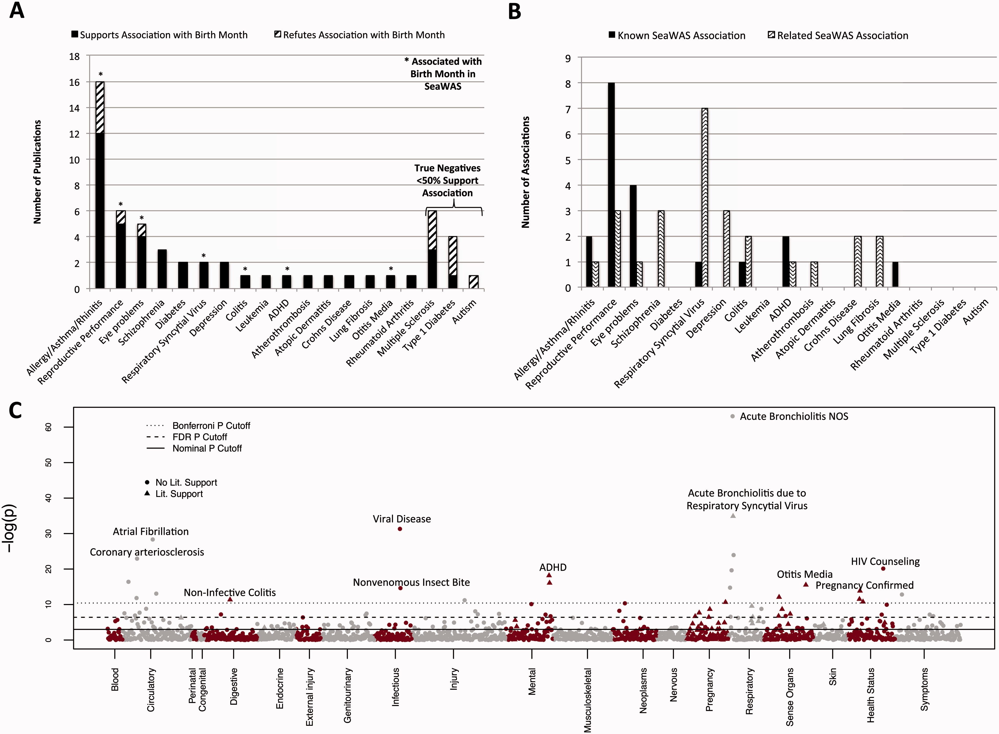 A
Supports Association with Birth Month
Refutes Association with Birth Month
Number of Publications
18
16
14
12
10
8
6
4
2
0
*
*
*
*
*
*
*
* Associated with
Birth Month in
SeaWAS
True Negatives
<50% Support
Association
Allergy/Asthma/Rhinitis
Reproductive Performance
Eye problems
Schizophrenia
Diabetes
Respiratory Syncytial Virus
Depression
Colitis
Leukemia
ADHD
Atherothrombosis
Atopic Dermatitis
Crohns Disease
Lung Fibrosis
Otitis Media
Rheumatoid Arthritis
Multiple Sclerosis
Type 1 Diabetes
Autism
B
Known SeaWAS Association
Related SeaWAS Association
Number of Associations
9
8
7
6
5
4
3
2
1
0
Allergy/Asthma/Rhinitis
Reproductive Performance
Eye problems
Schizophrenia
Diabetes
Respiratory Syncytial Virus
Depression
Colitis
Leukemia
ADHD
Atherothrombosis
Atopic Dermatitis
Crohns Disease
Lung Fibrosis
Otitis Media
Rheumatoid Arthritis
Multiple Sclerosis
Type 1 Diabetes
Autism
C
−log(p)
60
50
40
30
20
10
0
Bonferroni P Cutoff
FDR P Cutoff
Nominal P Cutoff
No Lit. Support
Lit. Support
Acute Bronchiolitis NOS
Acute Bronchiolitis due to
Respiratory Syncytial Virus
Viral Disease
Atrial Fibrillation
Coronary arteriosclerosis
HIV Counseling
ADHD
Otitis Media
Nonvenomous Insect Bite
Pregnancy Confirmed
Non-Infective Colitis
Blood
Circulatory
Perinatal
Congenital
Digestive
Endocrine
External injury
Genitourinary
Infectious
Injury
Mental
Musculoskeletal
Neoplasms
Nervous
Pregnancy
Respiratory
Sense Organs
Skin
Health Status
Symptoms